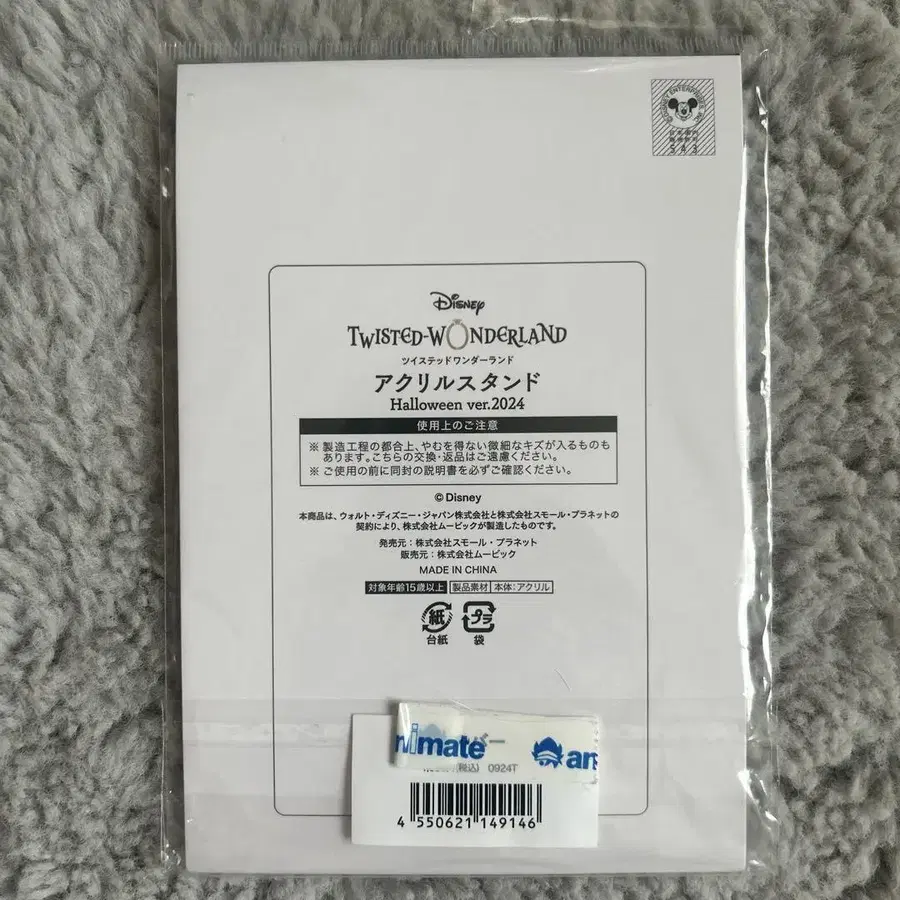 ©DISNEY ENTERPRISES, INC.
543
Disney
TWISTED-WONDERLAND
ツイステッドワンダーランド
アクリルスタンド
Halloween ver.2024
使用上のご注意
※ 製造工程の都合上、やむを得ない微細なキズが入るものも
あります。こちらの交換・返品はご遠慮ください。
※ ご使用の前に同封の説明書を必ずご確認ください。
©Disney
本商品は、ウォルト・ディズニー・ジャパン株式会社と株式会社スモール・プラネットの
契約により、株式会社ムービックが製造したものです。
発売元：株式会社スモール・プラネット
販売元：株式会社ムービック
MADE IN CHINA
対象年齢15歳以上 製品素材 本体：アクリル
紙 プラ
台紙 袋
nimate an
(税込) 0924T
4 550621 149146